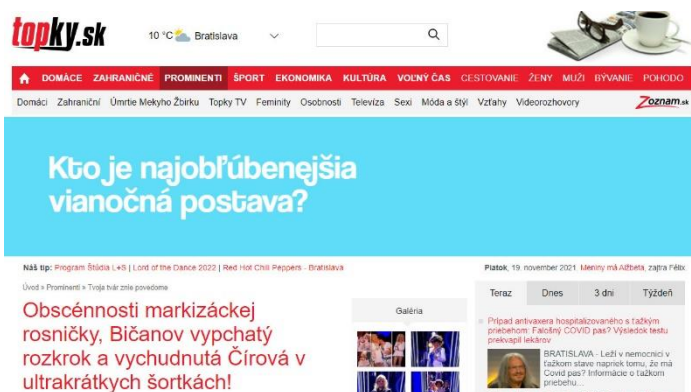 topky.sk
10 °C Bratislava
DOMÁCE ZAHRANIČNÉ PROMINENTI ŠPORT EKONOMIKA KULTÚRA VOĽNÝ ČAS CESTOVANIE ŽENY MUŽI BÝVANIE POHODO
Domáci Zahraniční Úmrtie Mekyho Žbirku Topky TV Feminity Osobnosti Televíza Sexi Móda a štýl Vzťahy Videorozhovory Zoznam.sk
Kto je najobľúbenejšia
vianočná postava?
Náš tip: Program Štúdia L+S | Lord of the Dance 2022 | Red Hot Chili Peppers - Bratislava
Piatok, 19. november 2021. Meniny má Alžbeta, zajtra Félix
Úvod » Prominenti » Tvoja tvár znie povedome
Teraz Dnes 3 dni Týždeň
Obscénnosti markizáckej
rosničky, Bičanov vypchatý
rozkrok a vychudnutá Čírová v
ultrakrátkych šortkách!
Galéria
Prípad antivaxera hospitalizovaného s ťažkým
priebehom: Falošný COVID pas? Výsledok testu
prekvapil lekárov
BRATISLAVA - Leží v nemocnici v
ťažkom stave napriek tomu, že má
Covid pas? Informácie o ťažkom
priebehu...